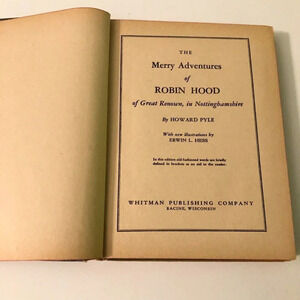 THE
Merry Adventures
of
ROBIN HOOD
of Great Renown, in Nottinghamshire
By HOWARD PYLE
With new illustrations by
ERWIN L. HESS
In this edition old-fashioned words are briefly
defined in brackets as an aid to the reader.
WHITMAN PUBLISHING COMPANY
RACINE, WISCONSIN